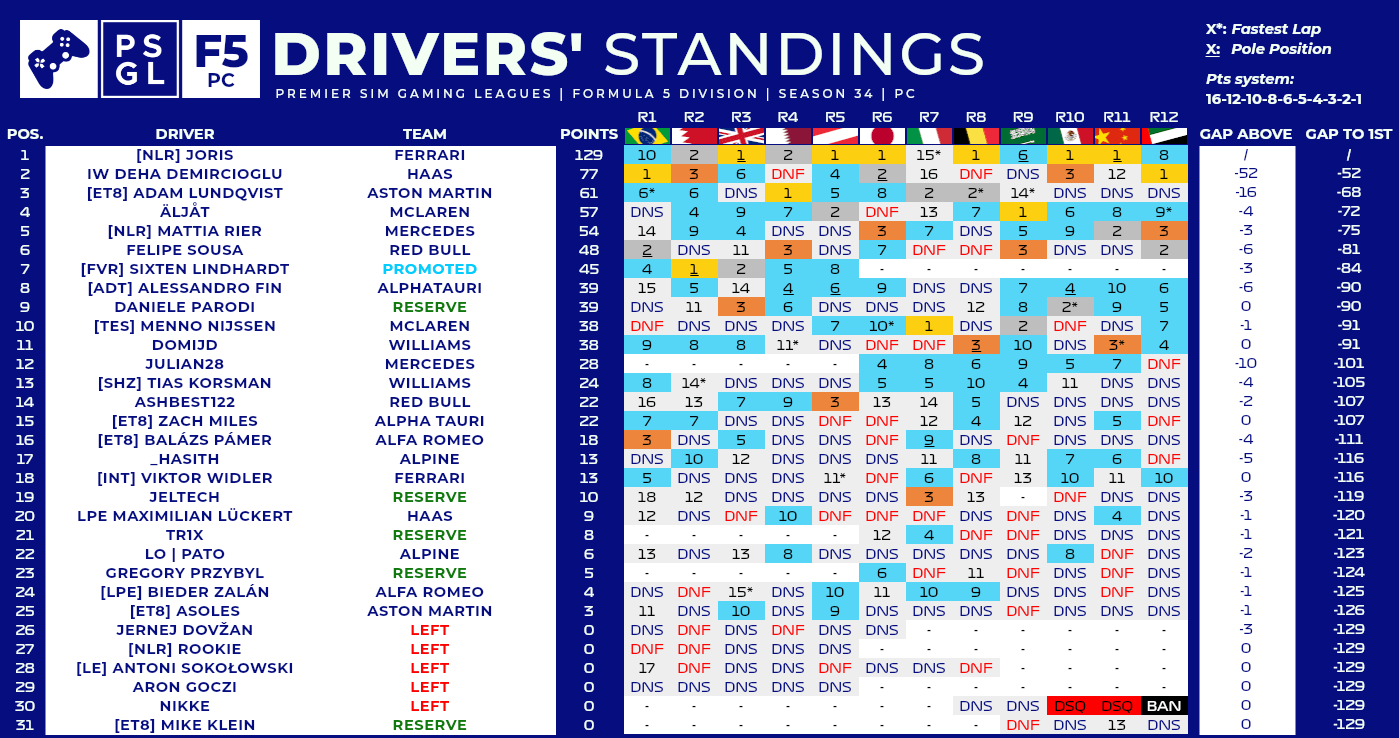 PS GL
F5 PC
DRIVERS' STANDINGS
PREMIER SIM GAMING LEAGUES | FORMULA 5 DIVISION | SEASON 34 | PC
X*: Fastest Lap
X: Pole Position
Pts system:
16-12-10-8-6-5-4-3-2-1
R1 R2 R3 R4 R5 R6 R7 R8 R9 R10 R11 R12
POS. DRIVER TEAM POINTS GAP ABOVE GAP TO 1ST
1 [NLR] JORIS FERRARI 129 10 2 1 2 1 1 15* 1 6 1 1 8 / /
2 IW DEHA DEMIRCIOGLU HAAS 77 1 3 6 DNF 4 2 16 DNF DNS 3 12 1 -52 -52
3 [ET8] ADAM LUNDQVIST ASTON MARTIN 61 6* 6 DNS 1 5 8 2 2* 14* DNS DNS DNS -16 -68
4 ÄLJÅT MCLAREN 57 DNS 4 9 7 2 DNF 13 7 1 6 8 9* -4 -72
5 [NLR] MATTIA RIER MERCEDES 54 14 9 4 DNS DNS 3 7 DNS 5 9 2 3 -3 -75
6 FELIPE SOUSA RED BULL 48 2 DNS 11 3 DNS 7 DNF DNF 3 DNS DNS 2 -6 -81
7 [FVR] SIXTEN LINDHARDT PROMOTED 45 4 1 2 5 8 - - - - - - - -3 -84
8 [ADT] ALESSANDRO FIN ALPHATAURI 39 15 5 14 4 6 9 DNS DNS 7 4 10 6 -6 -90
9 DANIELE PARODI RESERVE 39 DNS 11 3 6 DNS DNS DNS 12 8 2* 9 5 0 -90
10 [TES] MENNO NIJSSEN MCLAREN 38 DNF DNS DNS DNS 7 10* 1 DNS 2 DNF DNS 7 -1 -91
11 DOMIJD WILLIAMS 38 9 8 8 11* DNS DNF DNF 3 10 DNS 3* 4 0 -91
12 JULIAN28 MERCEDES 28 - - - - - 4 8 6 9 5 7 DNF -10 -101
13 [SHZ] TIAS KORSMAN WILLIAMS 24 8 14* DNS DNS DNS 5 5 10 4 11 DNS DNS -4 -105
14 ASHBEST122 RED BULL 22 16 13 7 9 3 13 14 5 DNS DNS DNS DNS -2 -107
15 [ET8] ZACH MILES ALPHA TAURI 22 7 7 DNS DNS DNF DNF 12 4 12 DNS 5 DNF 0 -107
16 [ET8] BALÁZS PÁMER ALFA ROMEO 18 3 DNS 5 DNS DNS DNF 9 DNS DNF DNS DNS DNS -4 -111
17 _HASITH ALPINE 13 DNS 10 12 DNS DNS DNS 11 8 11 7 6 DNF -5 -116
18 [INT] VIKTOR WIDLER FERRARI 13 5 DNS DNS DNS 11* DNF 6 DNF 13 10 11 10 0 -116
19 JELTECH RESERVE 10 18 12 DNS DNS DNS DNS 3 13 - DNF DNS DNS -3 -119
20 LPE MAXIMILIAN LÜCKERT HAAS 9 12 DNS DNF 10 DNF DNF DNF DNS DNF DNS 4 DNS -1 -120
21 TR1X RESERVE 8 - - - - - 12 4 DNF DNF DNS DNS DNS -1 -121
22 LO | PATO ALPINE 6 13 DNS 13 8 DNS DNS DNS DNS DNS 8 DNF DNS -2 -123
23 GREGORY PRZYBYL RESERVE 5 - - - - - 6 DNF 11 DNF DNS DNF DNS -1 -124
24 [LPE] BIEDER ZALÁN ALFA ROMEO 4 DNS DNF 15* DNS 10 11 10 9 DNS DNS DNF DNS -1 -125
25 [ET8] ASOLES ASTON MARTIN 3 11 DNS 10 DNS 9 DNS DNS DNS DNF DNS DNS DNS -1 -126
26 JERNEJ DOVŽAN LEFT 0 DNS DNF DNS DNF DNS DNS - - - - - - -3 -129
27 [NLR] ROOKIE LEFT 0 DNF DNF DNS DNS DNS - - - - - - - 0 -129
28 [LE] ANTONI SOKOŁOWSKI LEFT 0 17 DNF DNS DNS DNF DNS DNS DNF - - - - 0 -129
29 ARON GOCZI LEFT 0 DNS DNS DNS DNS DNS - - - - - - - 0 -129
30 NIKKE LEFT 0 - - - - - - - DNS DNS DSQ DSQ BAN 0 -129
31 [ET8] MIKE KLEIN RESERVE 0 - - - - - - - - DNF DNS 13 DNS 0 -129